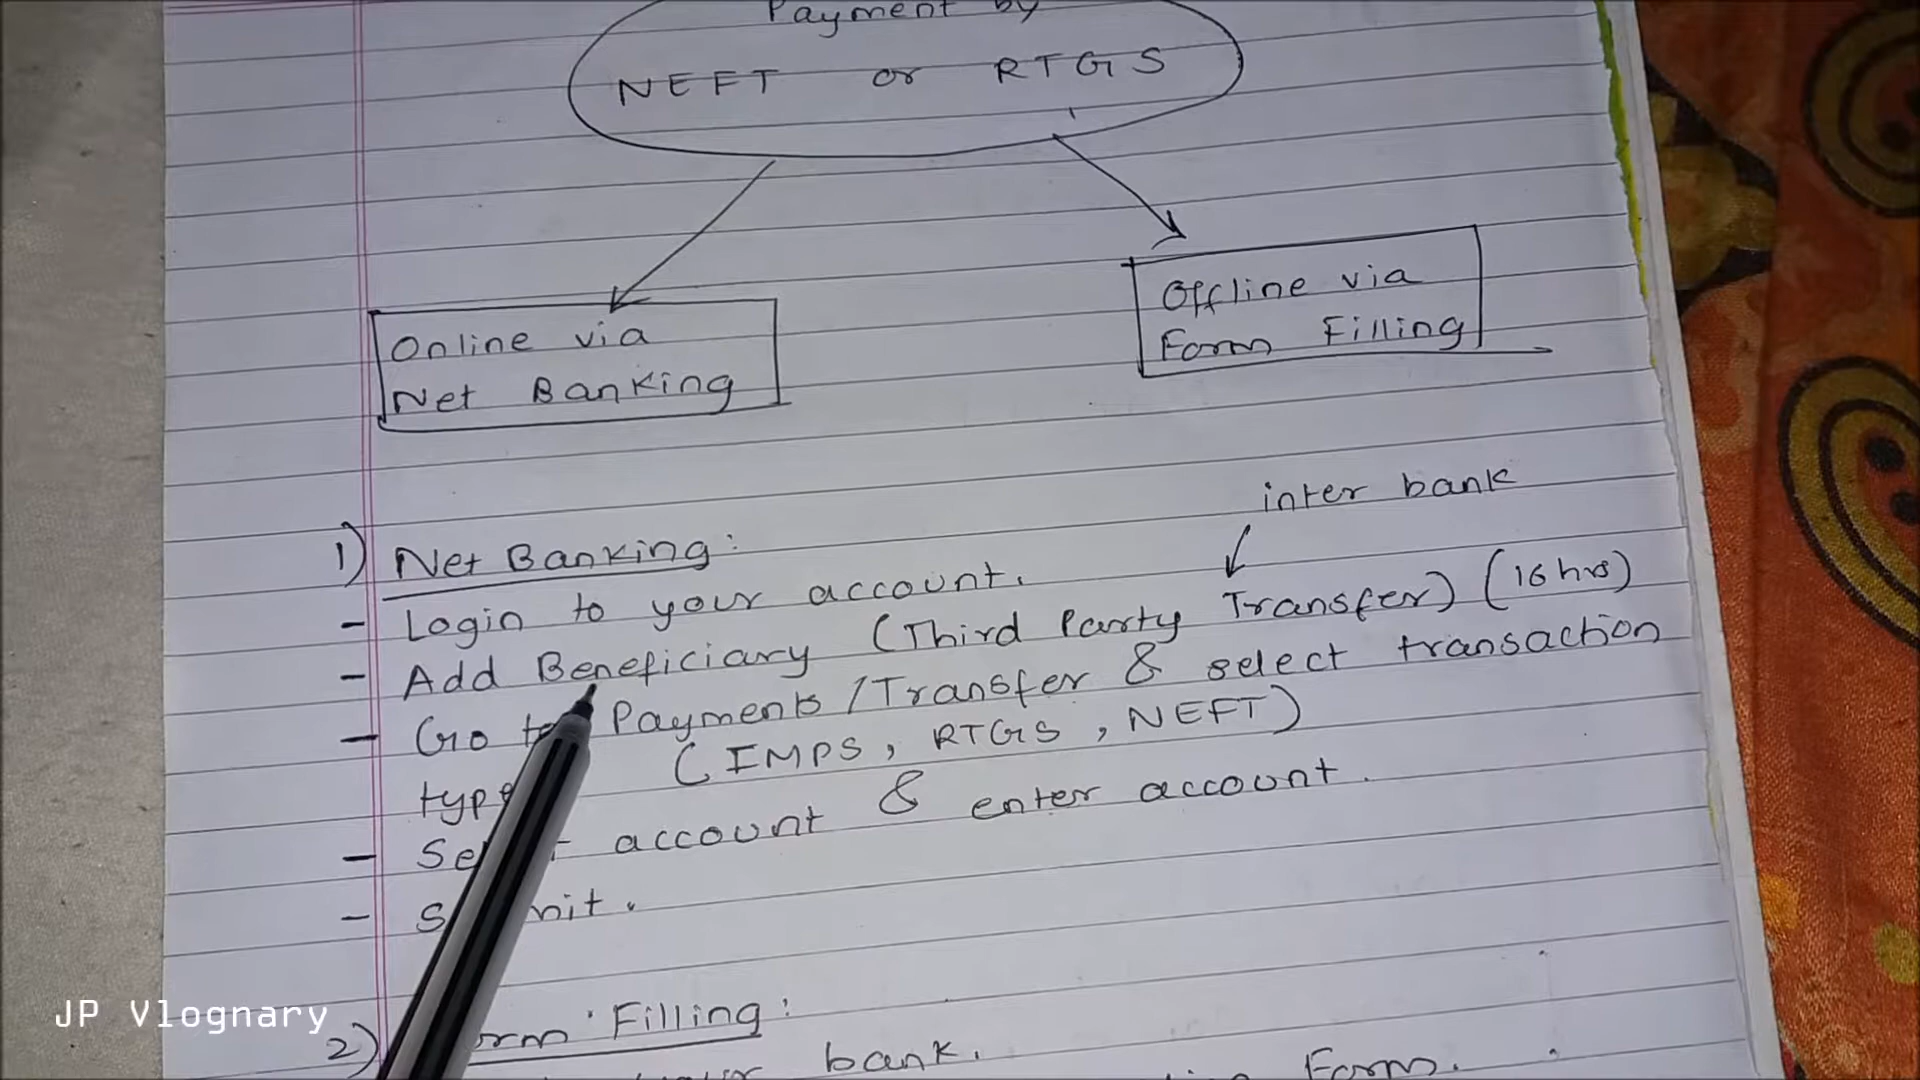 Payment by
NEFT or RTGS
Online via
Net Banking
Offline via
Form Filling
inter bank
1) Net Banking:
- Login to your account.
- Add Beneficiary (Third Party Transfer) (16 hrs)
- Go to Payments/Transfer & select transaction
type (IMPS, RTGS, NEFT)
- account & enter account.
-
2) Filling:
bank.
Form.
JP Vlognary